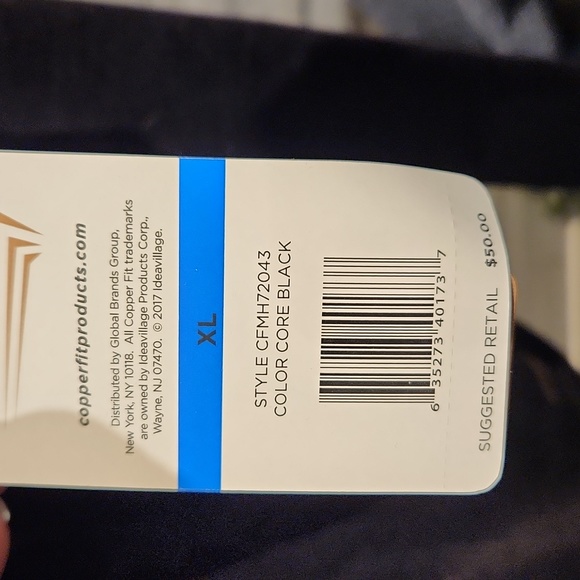 copperfitproducts.com
Distributed by Global Brands Group,
New York, NY 10118. All Copper Fit trademarks
are owned by Ideavillage Products Corp.,
Wayne, NJ 07470. © 2017 Ideavillage.
XL
STYLE CFMH72043
COLOR CORE BLACK
6 35273 40173 7
SUGGESTED RETAIL $50.00